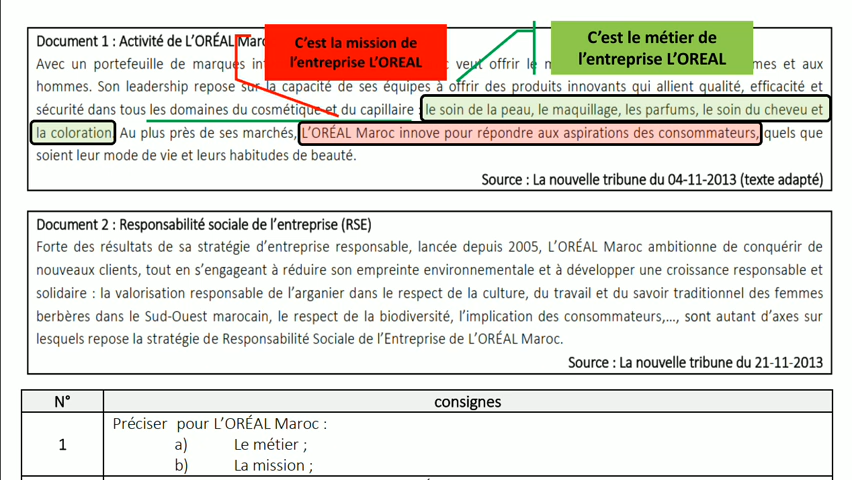 Document 1 : Activité de L'ORÉAL Maroc
C'est la mission de
l'entreprise L'OREAL
C'est le métier de
l'entreprise L'OREAL
Avec un portefeuille de marques veut offrir le et aux
hommes. Son leadership repose sur la capacité de ses équipes à offrir des produits innovants qui allient qualité, efficacité et
sécurité dans tous les domaines du cosmétique et du capillaire : le soin de la peau, le maquillage, les parfums, le soin du cheveu et
la coloration. Au plus près de ses marchés, L'ORÉAL Maroc innove pour répondre aux aspirations des consommateurs, quels que
soient leur mode de vie et leurs habitudes de beauté.
Source : La nouvelle tribune du 04-11-2013 (texte adapté)
Document 2 : Responsabilité sociale de l'entreprise (RSE)
Forte des résultats de sa stratégie d'entreprise responsable, lancée depuis 2005, L'ORÉAL Maroc ambitionne de conquérir de
nouveaux clients, tout en s'engageant à réduire son empreinte environnementale et à développer une croissance responsable et
solidaire : la valorisation responsable de l'arganier dans le respect de la culture, du travail et du savoir traditionnel des femmes
berbères dans le Sud-Ouest marocain, le respect de la biodiversité, l'implication des consommateurs,…, sont autant d'axes sur
lesquels repose la stratégie de Responsabilité Sociale de l'Entreprise de L'ORÉAL Maroc.
Source : La nouvelle tribune du 21-11-2013
N° consignes
Préciser pour L'ORÉAL Maroc :
1 a) Le métier ;
b) La mission ;